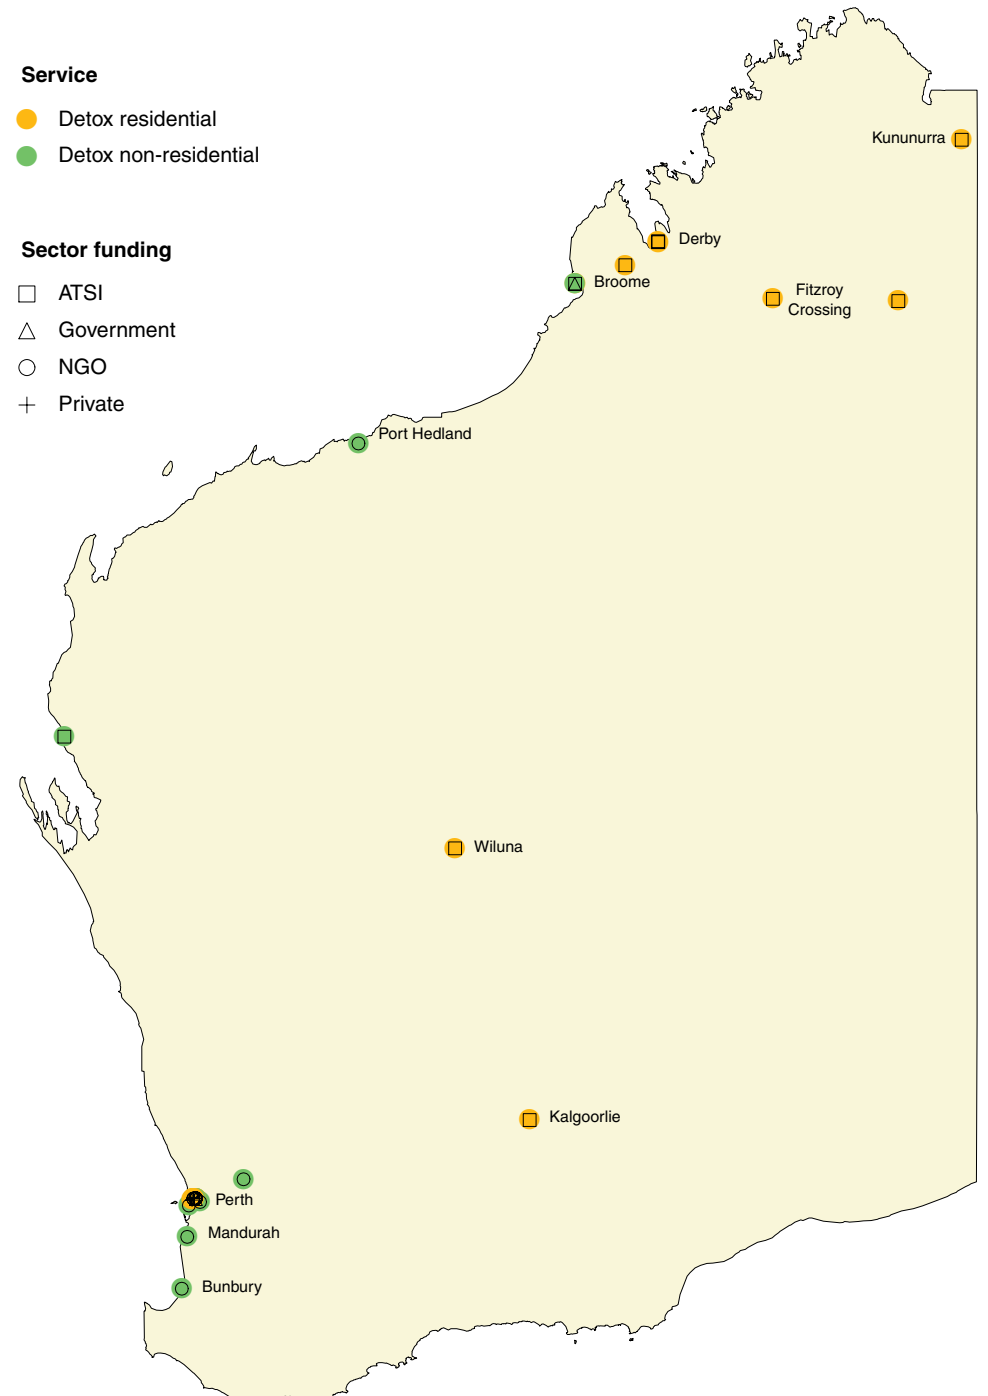 Service
Detox residential
Detox non-residential
Sector funding
ATSI
Government
NGO
Private
Kununurra
Derby
Broome
Fitzroy
Crossing
Port Hedland
Wiluna
Kalgoorlie
Perth
Mandurah
Bunbury